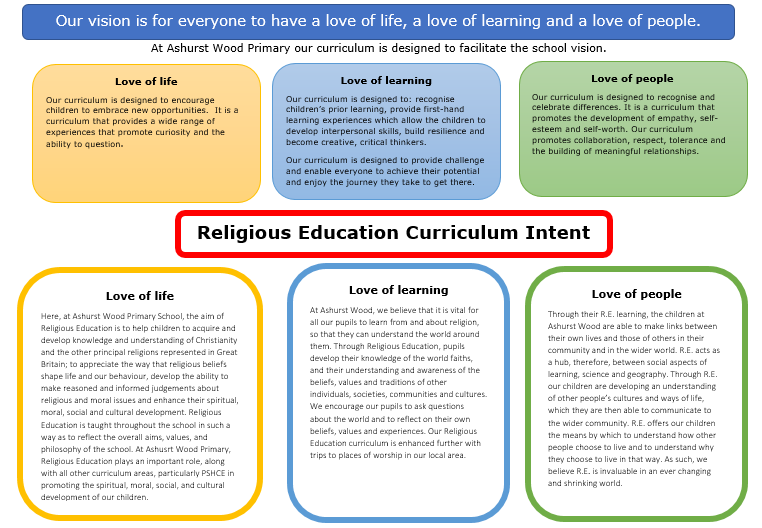 Our vision is for everyone to have a love of life, a love of learning and a love of people.
At Ashurst Wood Primary our curriculum is designed to facilitate the school vision.
Love of life
Our curriculum is designed to encourage
children to embrace new opportunities.  It is a
curriculum that provides a wide range of
experiences that promote curiosity and the
ability to question.
Love of learning
Our curriculum is designed to: recognise
children's prior learning, provide first-hand
learning experiences which allow the children to
develop interpersonal skills, build resilience and
become creative, critical thinkers.
Our curriculum is designed to provide challenge
and enable everyone to achieve their potential
and enjoy the journey they take to get there.
Love of people
Our curriculum is designed to recognise and
celebrate differences. It is a curriculum that
promotes the development of empathy, self-
esteem and self-worth. Our curriculum
promotes collaboration, respect, tolerance and
the building of meaningful relationships.
Religious Education Curriculum Intent
Love of life
Here, at Ashurst Wood Primary School, the aim of
Religious Education is to help children to acquire and
develop knowledge and understanding of Christianity
and the other principal religions represented in Great
Britain; to appreciate the way that religious beliefs
shape life and our behaviour, develop the ability to
make reasoned and informed judgements about
religious and moral issues and enhance their spiritual,
moral, social and cultural development. Religious
Education is taught throughout the school in such a
way as to reflect the overall aims, values, and
philosophy of the school. At Ashusrt Wood Primary,
Religious Education plays an important role, along
with all other curriculum areas, particularly PSHCE in
promoting the spiritual, moral, social, and cultural
development of our children.
Love of learning
At Ashurst Wood, we believe that it is vital for
all our pupils to learn from and about religion,
so that they can understand the world around
them. Through Religious Education, pupils
develop their knowledge of the world faiths,
and their understanding and awareness of the
beliefs, values and traditions of other
individuals, societies, communities and cultures.
We encourage our pupils to ask questions
about the world and to reflect on their own
beliefs, values and experiences. Our Religious
Education curriculum is enhanced further with
trips to places of worship in our local area.
Love of people
Through their R.E. learning, the children at
Ashurst Wood are able to make links between
their own lives and those of others in their
community and in the wider world. R.E. acts as
a hub, therefore, between social aspects of
learning, science and geography. Through R.E.
our children are developing an understanding
of other people's cultures and ways of life,
which they are then able to communicate to
the wider community. R.E. offers our children
the means by which to understand how other
people choose to live and to understand why
they choose to live in that way. As such, we
believe R.E. is invaluable in an ever changing
and shrinking world.